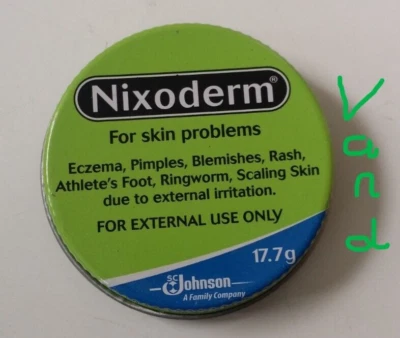 Nixoderm®
For skin problems
Eczema, Pimples, Blemishes, Rash,
Athlete's Foot, Ringworm, Scaling Skin
due to external irritation.
FOR EXTERNAL USE ONLY
17.7g
SC Johnson
A Family Company
Vand